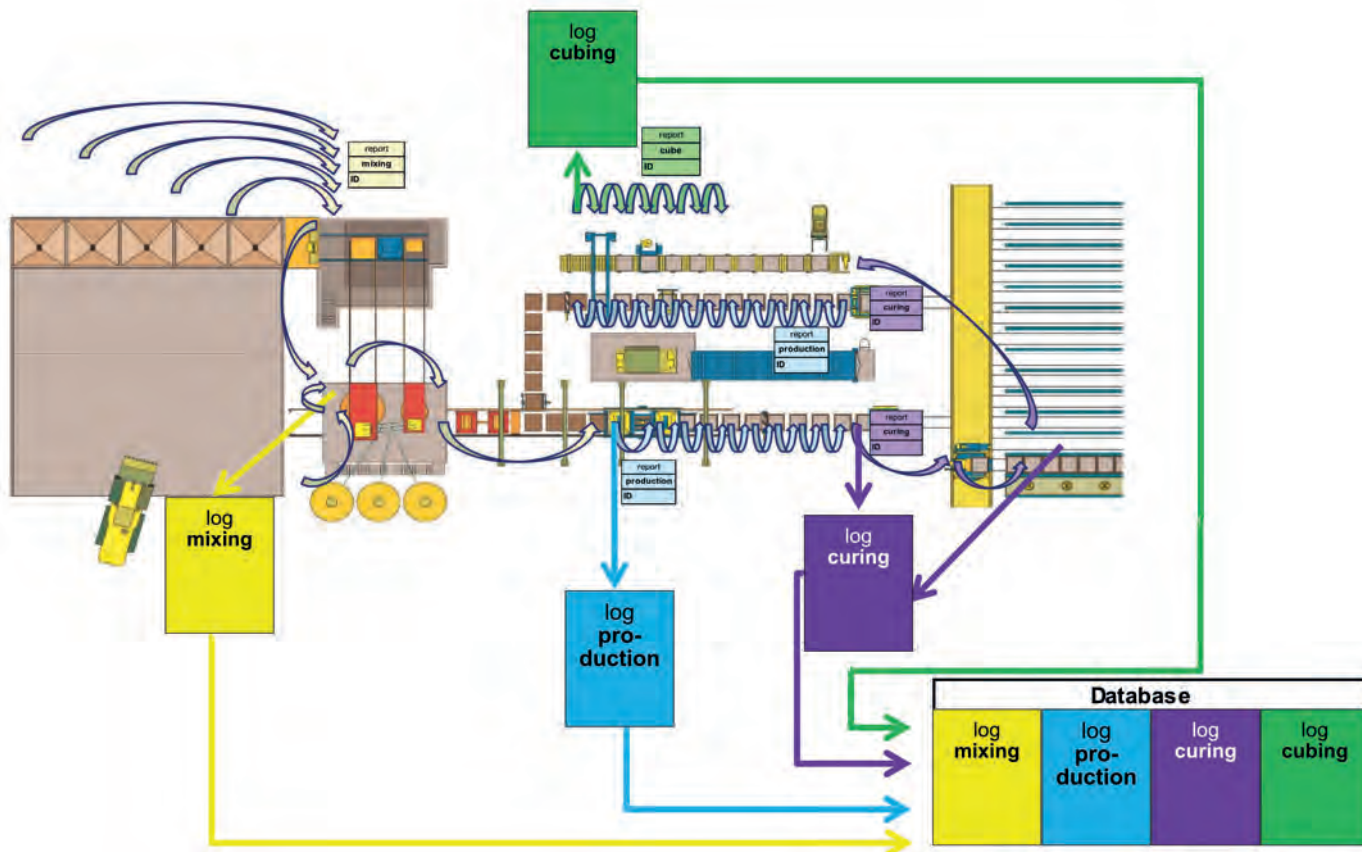 log
cubing
report
cube
ID
report
mixing
ID
report
curing
ID
report
production
ID
report
curing
ID
report
production
ID
log
mixing
log
curing
log
pro-
duction
Database
log
mixing
log
pro-
duction
log
curing
log
cubing